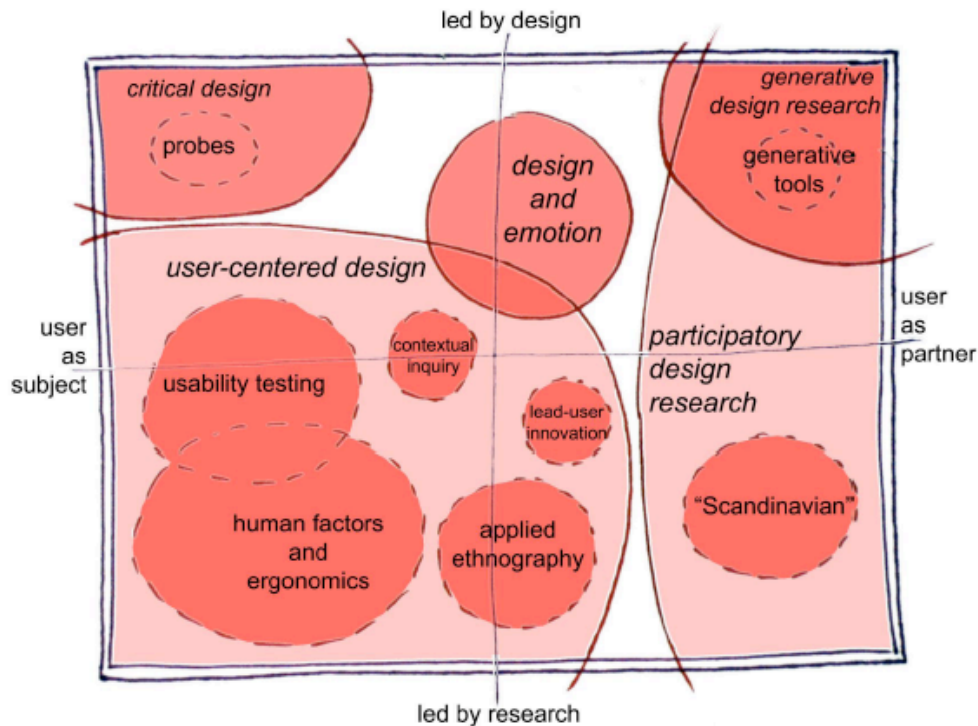 led by design
critical design
probes
generative
design research
generative
tools
design
and
emotion
user-centered design
user
as
subject
user
as
partner
contextual
inquiry
usability testing
participatory
design
research
lead-user
innovation
"Scandinavian"
human factors
and
ergonomics
applied
ethnography
led by research